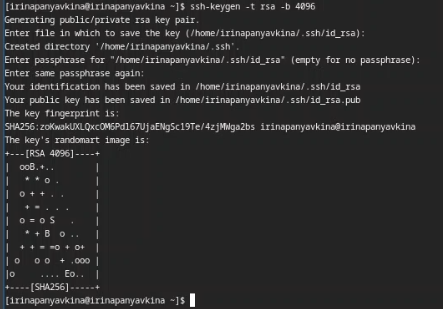 [irinapanyavkina@irinapanyavkina ~]$ ssh-keygen -t rsa -b 4096
Generating public/private rsa key pair.
Enter file in which to save the key (/home/irinapanyavkina/.ssh/id_rsa):
Created directory '/home/irinapanyavkina/.ssh'.
Enter passphrase for "/home/irinapanyavkina/.ssh/id_rsa" (empty for no passphrase):
Enter same passphrase again:
Your identification has been saved in /home/irinapanyavkina/.ssh/id_rsa
Your public key has been saved in /home/irinapanyavkina/.ssh/id_rsa.pub
The key fingerprint is:
SHA256:zoKwakUXLQxcOM6Pdl67UjaENgSc19Te/4zjMWga2bs irinapanyavkina@irinapanyavkina
The key's randomart image is:
+---[RSA 4096]----+
|  ooB.+..        |
|   * * o .       |
|  o + + . .      |
|   + = . . .     |
|  o = o S   .    |
|   * + B  o ..   |
|  + + = =o + o+  |
| o   o o  + .ooo |
|o     .... Eo..  |
+----[SHA256]-----+
[irinapanyavkina@irinapanyavkina ~]$